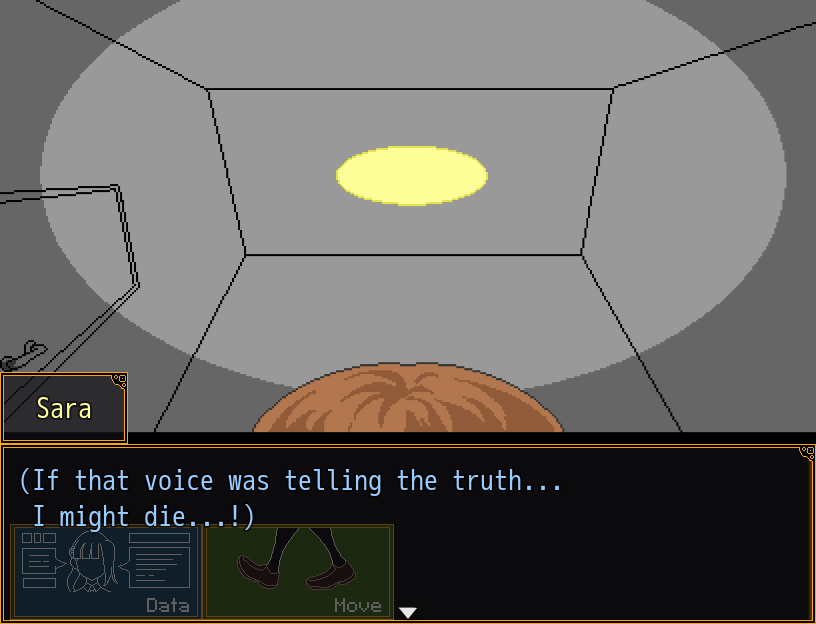 Sara
(If that voice was telling the truth...
I might die...!)
Data
Move